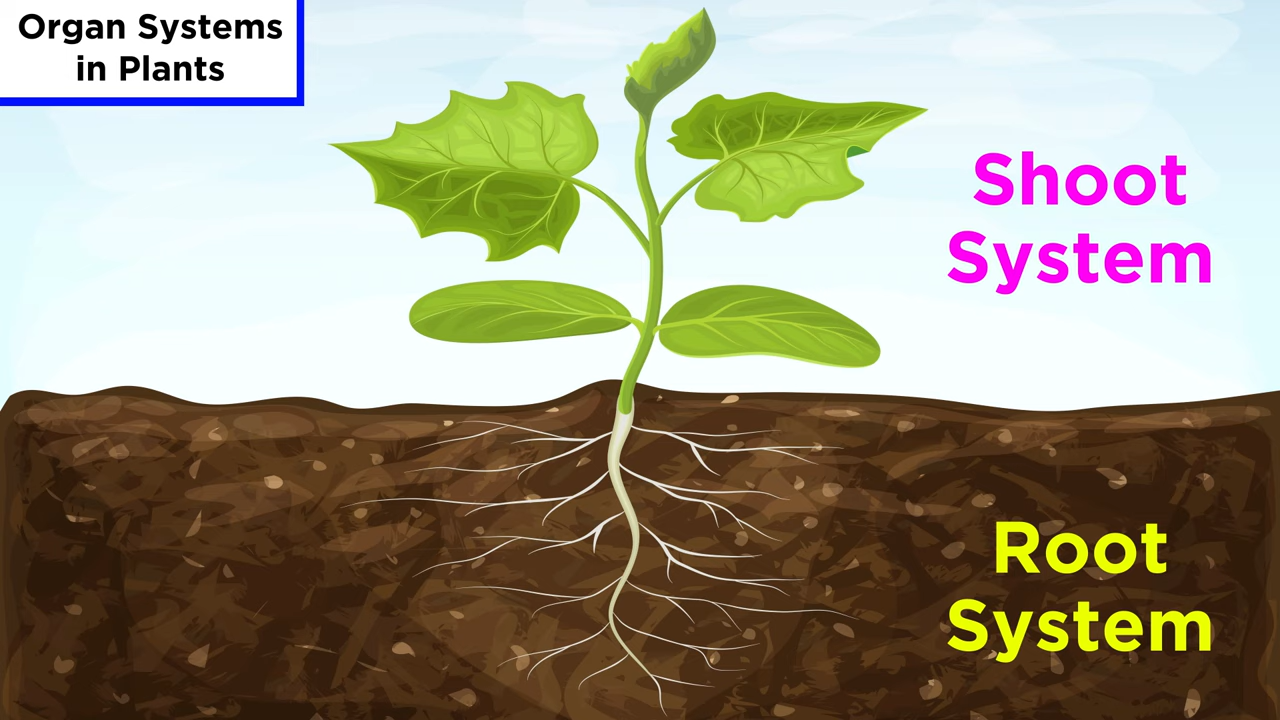 Organ Systems
in Plants
Shoot
System
Root
System